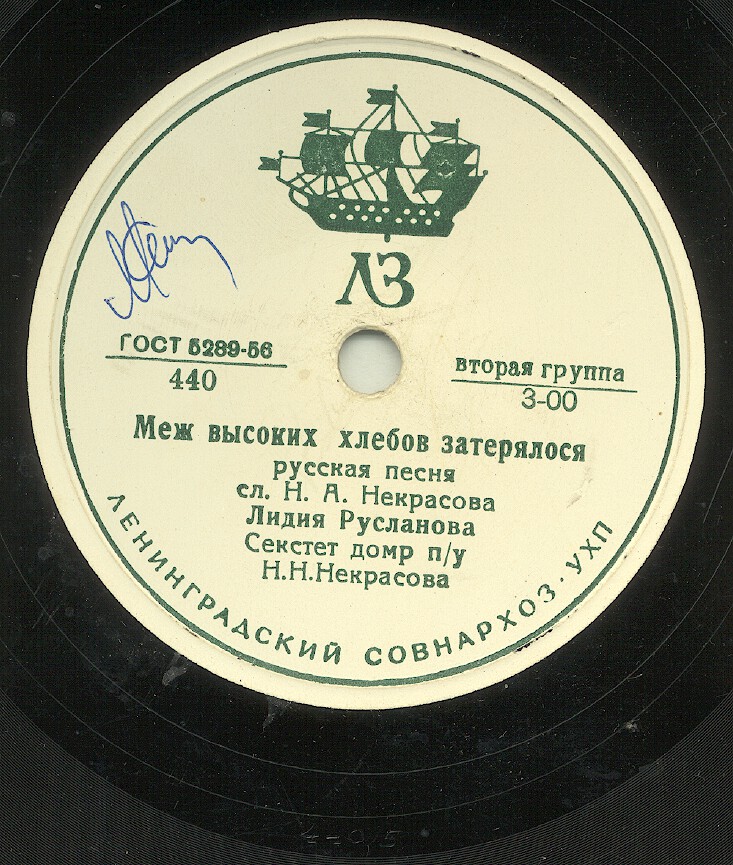 ЛЗ
ГОСТ 5289-56
440
вторая группа
3-00
Меж высоких хлебов затерялося
русская песня
сл. Н. А. Некрасова
Лидия Русланова
Секстет домр п/у
Н.Н.Некрасова
ЛЕНИНГРАДСКИЙ СОВНАРХОЗ·УХП